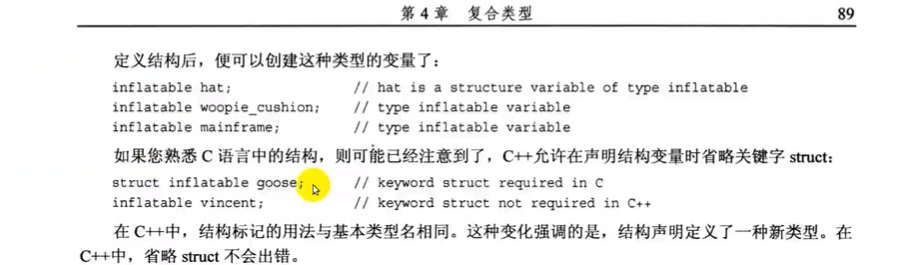 第 4 章 复合类型 89
定义结构后，便可以创建这种类型的变量了：
inflatable hat; // hat is a structure variable of type inflatable
inflatable woopie_cushion; // type inflatable variable
inflatable mainframe; // type inflatable variable
如果您熟悉 C 语言中的结构，则可能已经注意到了，C++允许在声明结构变量时省略关键字 struct：
struct inflatable goose; // keyword struct required in C
inflatable vincent; // keyword struct not required in C++
在 C++中，结构标记的用法与基本类型名相同。这种变化强调的是，结构声明定义了一种新类型。在
C++中，省略 struct 不会出错。